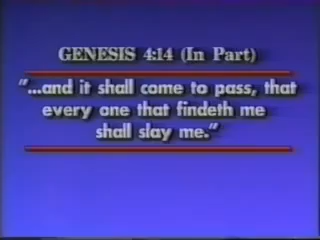 GENESIS 4:14 (In Part)
"...and it shall come to pass, that
every one that findeth me
shall slay me."